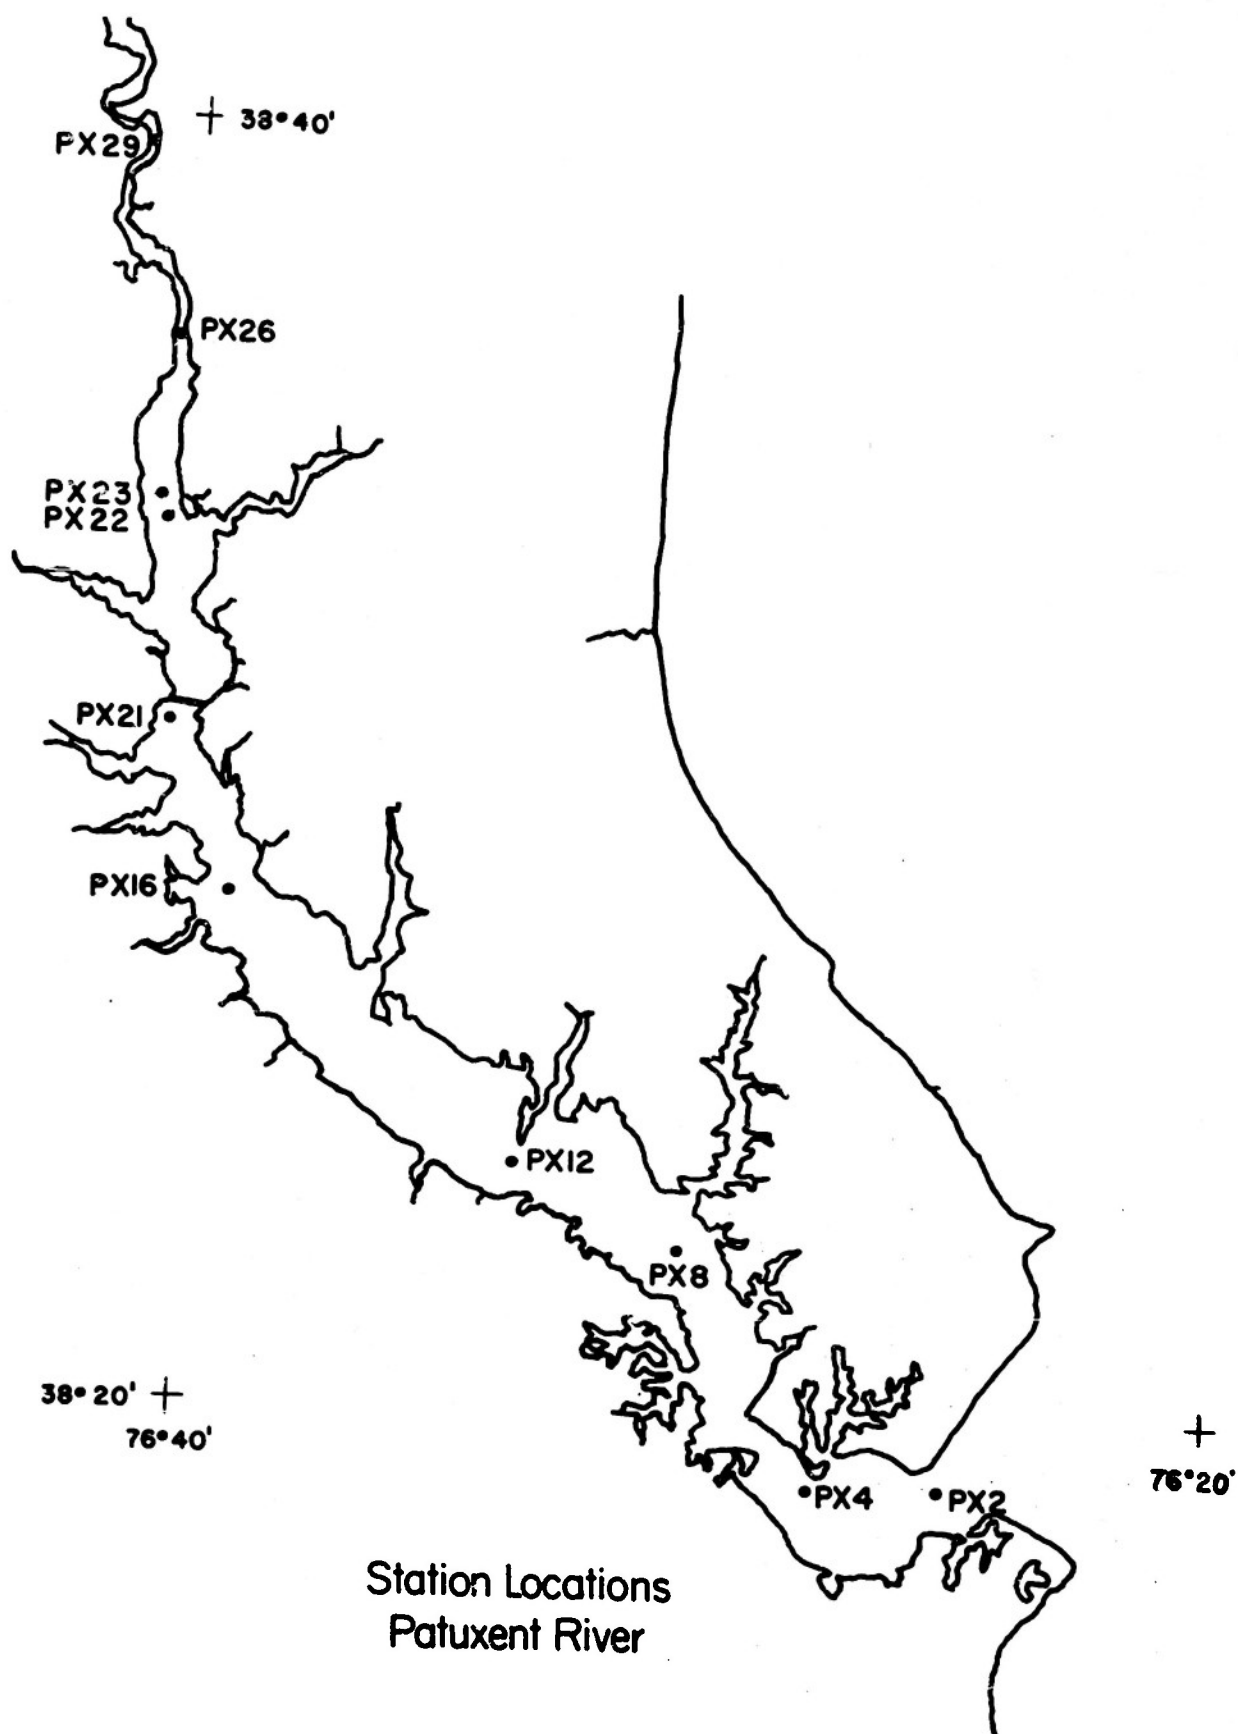 38°40'
PX29
PX26
PX23
PX22
PX21
PX16
PX12
PX8
38°20'
76°40'
76°20'
PX4
PX2
Station Locations
Patuxent River